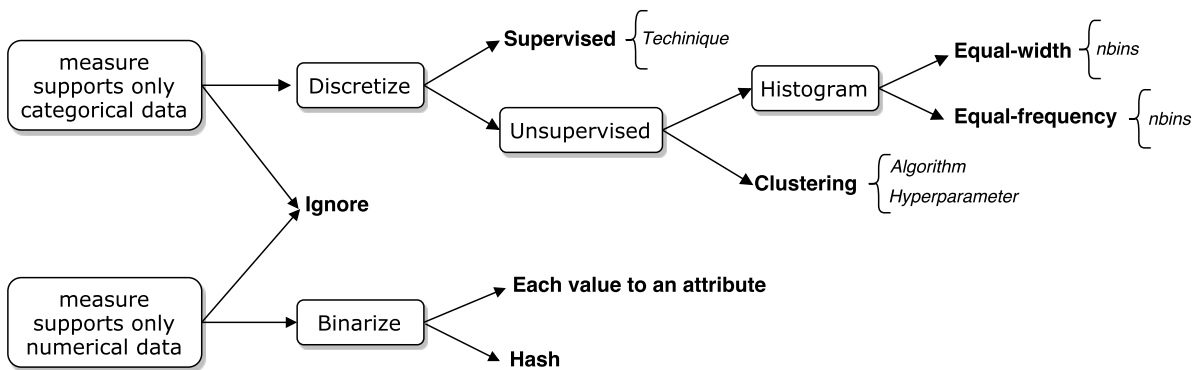 measure
supports only
categorical data
Discretize
Supervised
Techinique
Unsupervised
Histogram
Equal-width
nbins
Equal-frequency
nbins
Clustering
Algorithm
Hyperparameter
Ignore
measure
supports only
numerical data
Binarize
Each value to an attribute
Hash